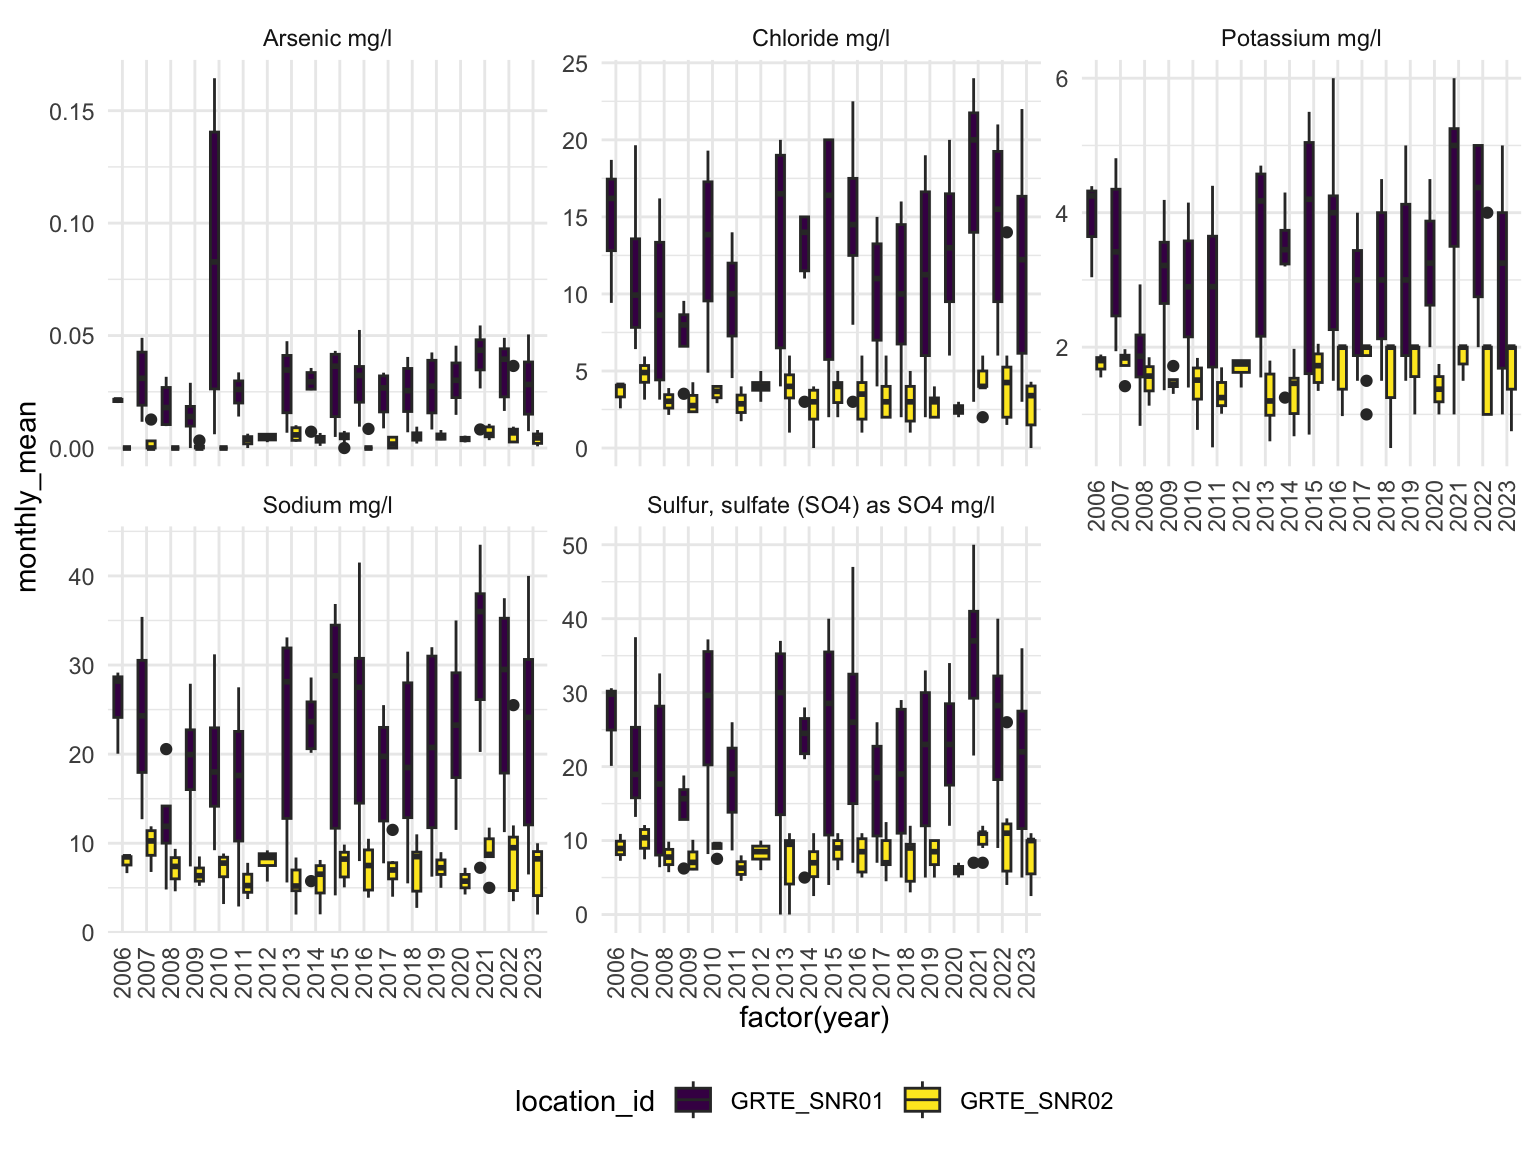 Arsenic mg/l
Chloride mg/l
Potassium mg/l
0.15
0.10
0.05
0.00
25
20
15
10
5
0
6
4
2
2006 2007 2008 2009 2010 2011 2012 2013 2014 2015 2016 2017 2018 2019 2020 2021 2022 2023
monthly_mean
Sodium mg/l
Sulfur, sulfate (SO4) as SO4 mg/l
40
30
20
10
0
50
40
30
20
10
0
2006 2007 2008 2009 2010 2011 2012 2013 2014 2015 2016 2017 2018 2019 2020 2021 2022 2023
2006 2007 2008 2009 2010 2011 2012 2013 2014 2015 2016 2017 2018 2019 2020 2021 2022 2023
factor(year)
location_id GRTE_SNR01 GRTE_SNR02